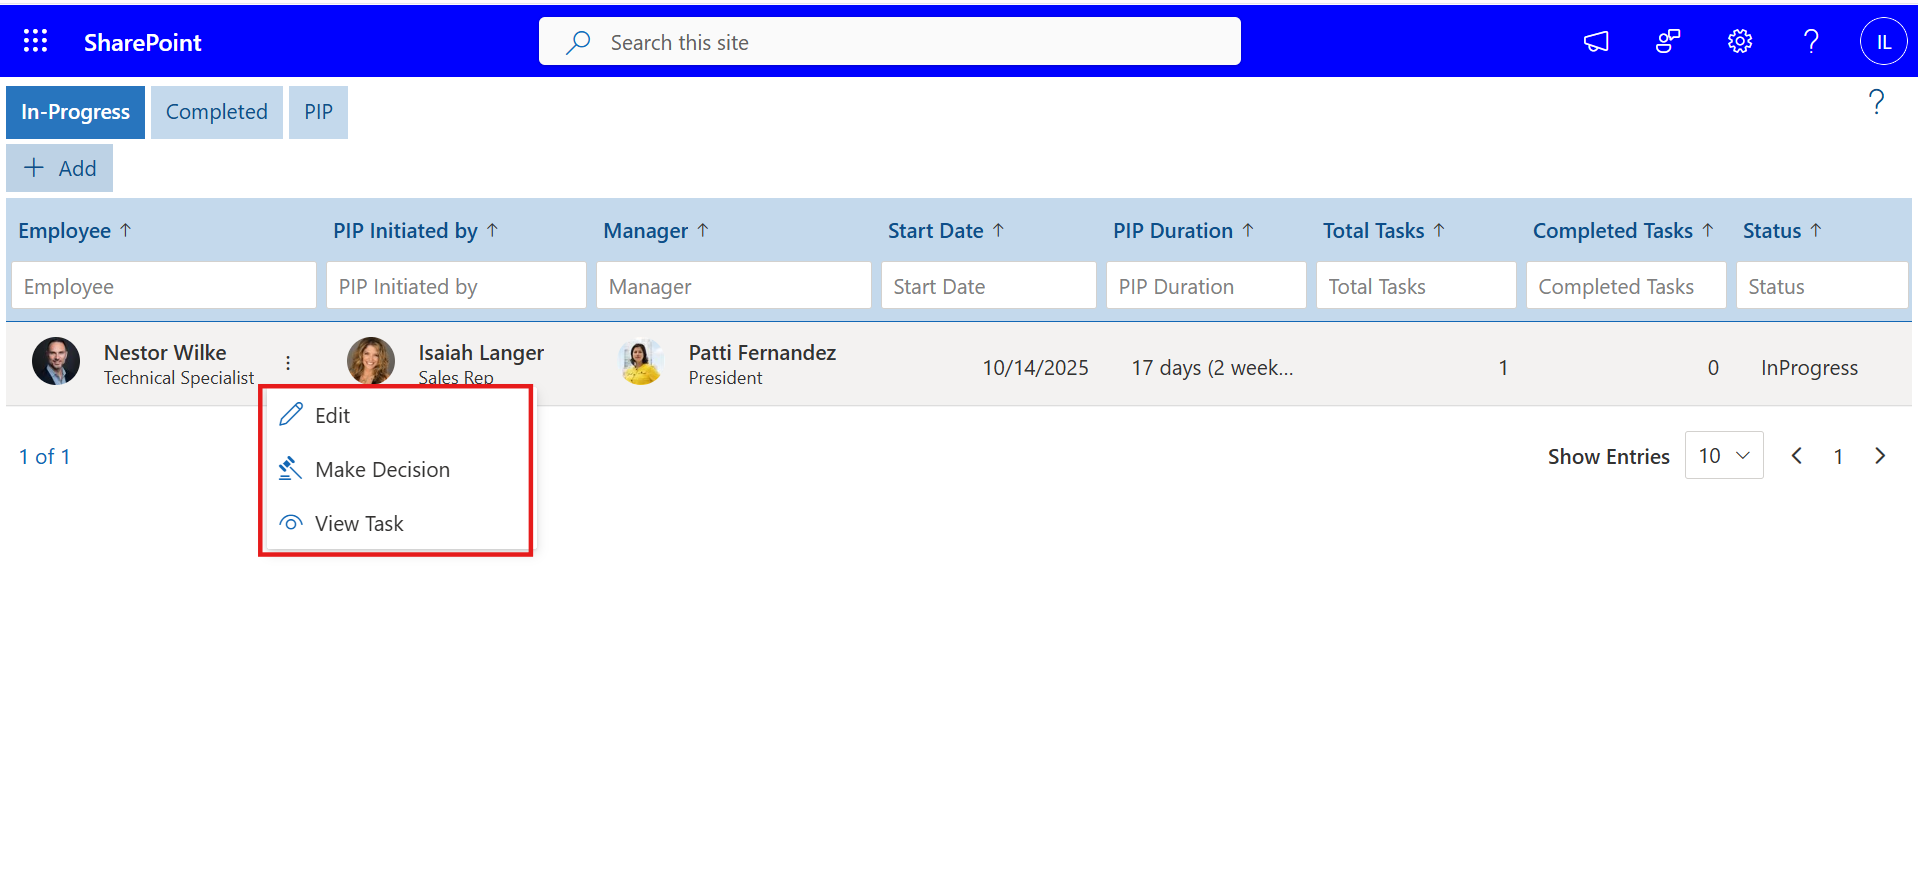 SharePoint
Search this site
IL
In-Progress Completed PIP
?
+ Add
Employee ↑ PIP Initiated by ↑ Manager ↑ Start Date ↑ PIP Duration ↑ Total Tasks ↑ Completed Tasks ↑ Status ↑
Employee PIP Initiated by Manager Start Date PIP Duration Total Tasks Completed Tasks Status
Nestor Wilke Isaiah Langer Patti Fernandez
Technical Specialist Sales Rep President
10/14/2025 17 days (2 week... 1 0 InProgress
Edit
Make Decision
View Task
1 of 1
Show Entries 10 1